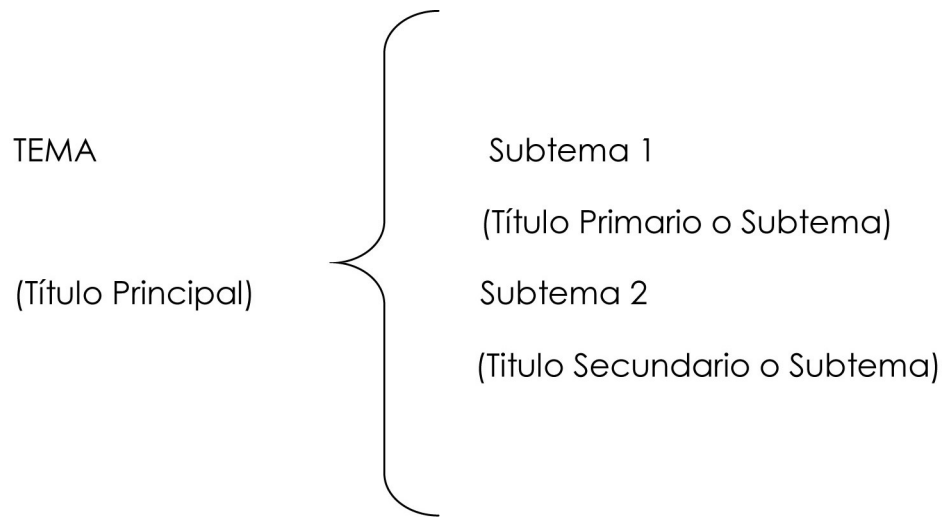 TEMA
(Título Principal)
Subtema 1
(Título Primario o Subtema)
Subtema 2
(Titulo Secundario o Subtema)